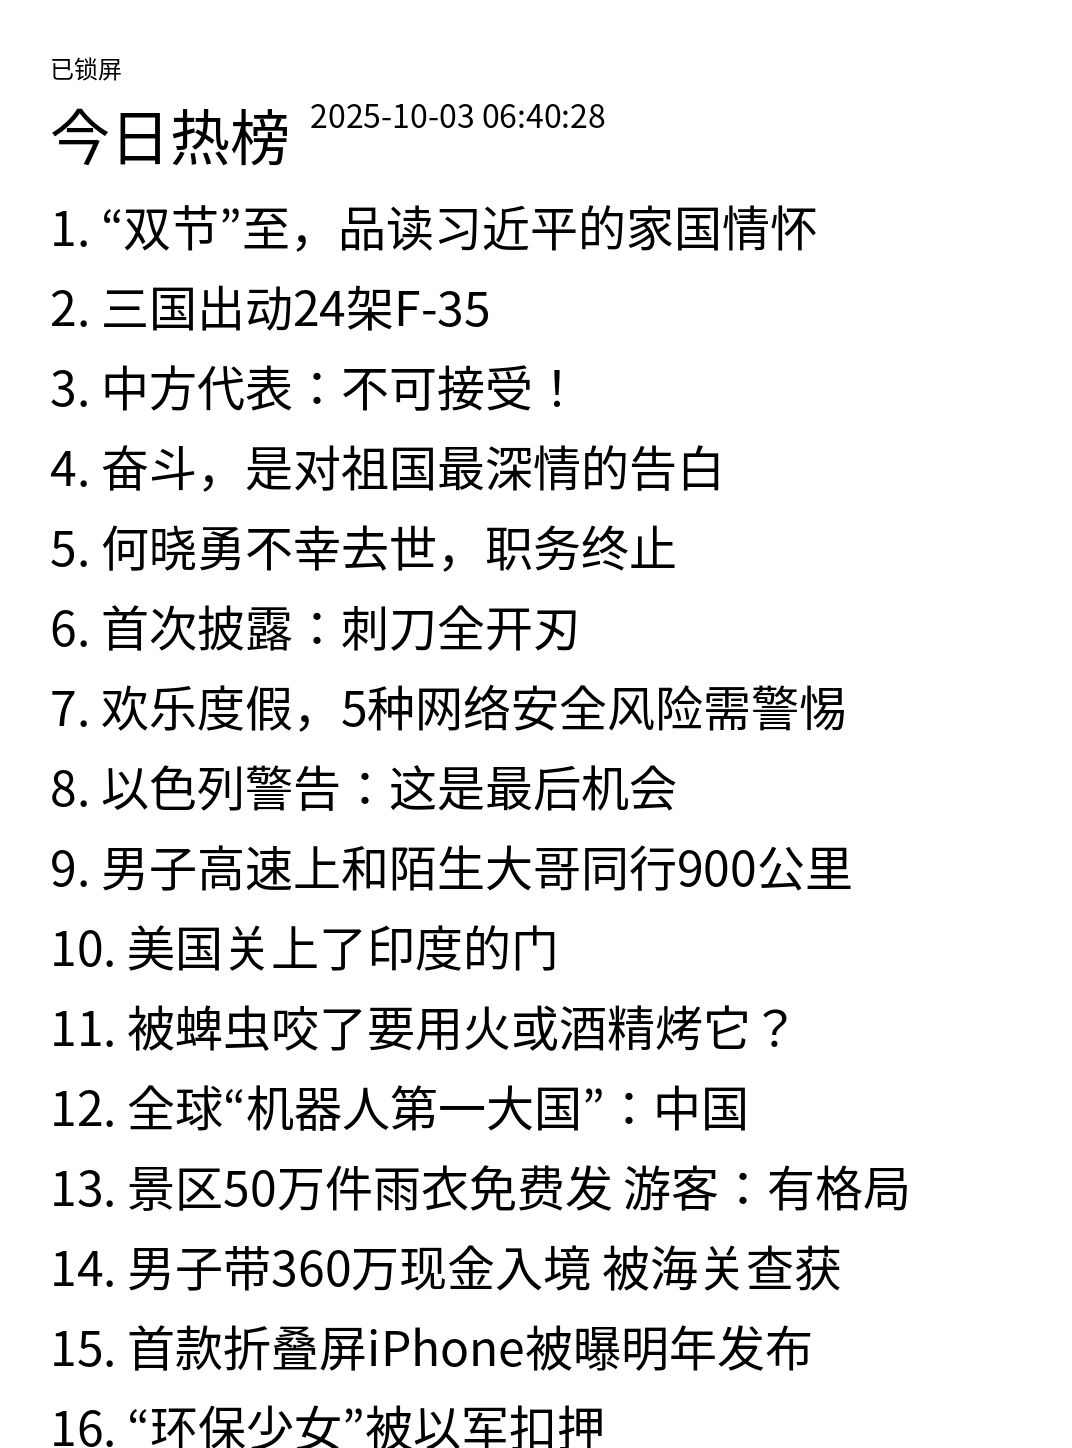 已锁屏
今日热榜 2025-10-03 06:40:28
1. “双节”至，品读习近平的家国情怀
2. 三国出动24架F-35
3. 中方代表：不可接受！
4. 奋斗，是对祖国最深情的告白
5. 何晓勇不幸去世，职务终止
6. 首次披露：刺刀全开刃
7. 欢乐度假，5种网络安全风险需警惕
8. 以色列警告：这是最后机会
9. 男子高速上和陌生大哥同行900公里
10. 美国关上了印度的门
11. 被蜱虫咬了要用火或酒精烤它？
12. 全球“机器人第一大国”：中国
13. 景区50万件雨衣免费发 游客：有格局
14. 男子带360万现金入境 被海关查获
15. 首款折叠屏iPhone被曝明年发布
16. “环保少女”被以军扣押